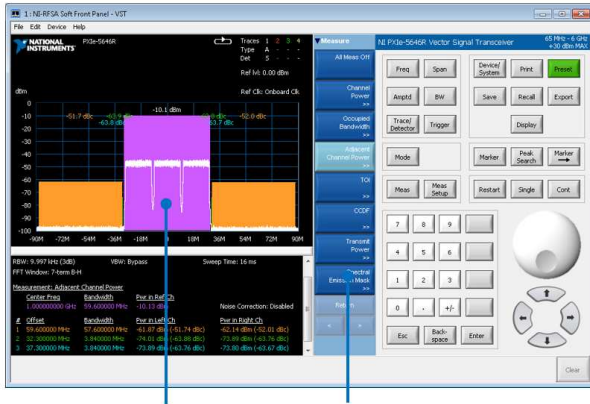 1: NI-RFSA Soft Front Panel - VST
File Edit Device Help
NATIONAL INSTRUMENTS
PXIe-5646R
Traces 1 2 3 4
Type A - - -
Det S - - -
Ref lvl: 0.00 dBm
dBm
Ref Clk: Onboard Clk
0
-10
-20
-30
-40
-50
-60
-70
-80
-90
-100
-10.1 dBm
-51.7 dBc
-63.8 dB
-52.0 dBc
-90M -72M -54M -36M -18M 0 18M 36M 54M 72M 90M
RBW: 9.997 kHz (3dB) VBW: Bypass Sweep Time: 16 ms
FFT Window: 7-term B-H
Measurement: Adjacent Channel Power
Center Freq Bandwidth Pwr in Ref Ch
1.000000000 GHz 59.600000 MHz -10.13 dBm Noise Correction: Disabled
# Offset Bandwidth Pwr in Left Ch Pwr in Right Ch
1 59.600000 MHz 57.600000 MHz -61.87 dBm (-51.74 dBc) -62.14 dBm (-52.01 dBc)
2 32.300000 MHz 3.840000 MHz -74.01 dBm (-63.88 dBc) -73.89 dBm (-63.76 dBc)
3 37.300000 MHz 3.840000 MHz -73.89 dBm (-63.76 dBc) -73.80 dBm (-63.67 dBc)
Measure
All Meas Off
Channel Power >>
Occupied Bandwidth >>
Adjacent Channel Power >>
TOI >>
CCDF >>
Transmit Power >>
Spectral Emission Mask >>
Return
< >
NI PXIe-5646R Vector Signal Transceiver
65 MHz - 6 GHz
+30 dBm MAX
Freq Span
Device/System Print Preset
Amptd BW
Save Recall Export
Trace/Detector Trigger
Display
Mode
Marker Peak Search Marker →
Meas Meas Setup
Restart Single Cont
7 8 9
4 5 6
1 2 3
0 . +/-
Esc Back-space Enter
Clear